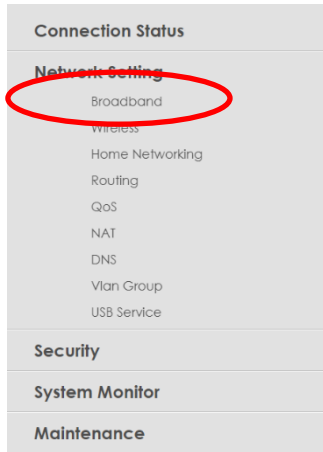 Connection Status
Network Setting
Broadband
Wireless
Home Networking
Routing
QoS
NAT
DNS
Vlan Group
USB Service
Security
System Monitor
Maintenance